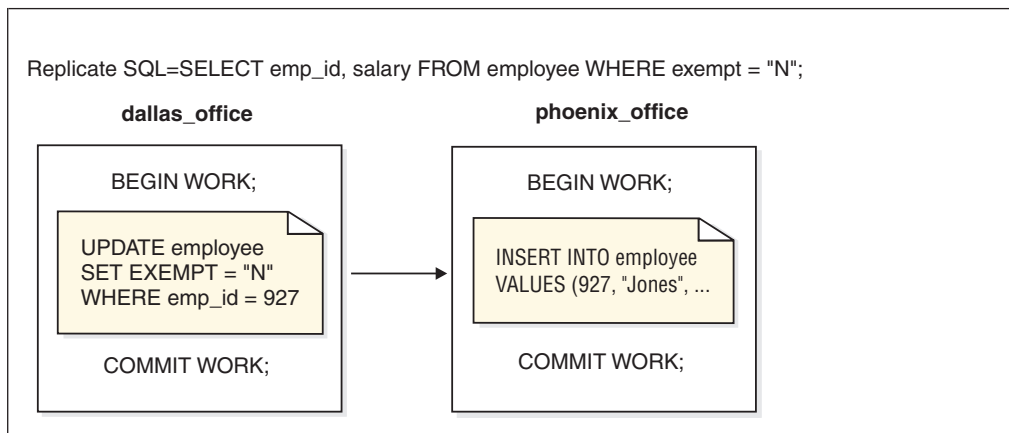 Replicate SQL=SELECT emp_id, salary FROM employee WHERE exempt = "N";
dallas_office
BEGIN WORK;
UPDATE employee
SET EXEMPT = "N"
WHERE emp_id = 927
COMMIT WORK;
phoenix_office
BEGIN WORK;
INSERT INTO employee
VALUES (927, "Jones", ...
COMMIT WORK;